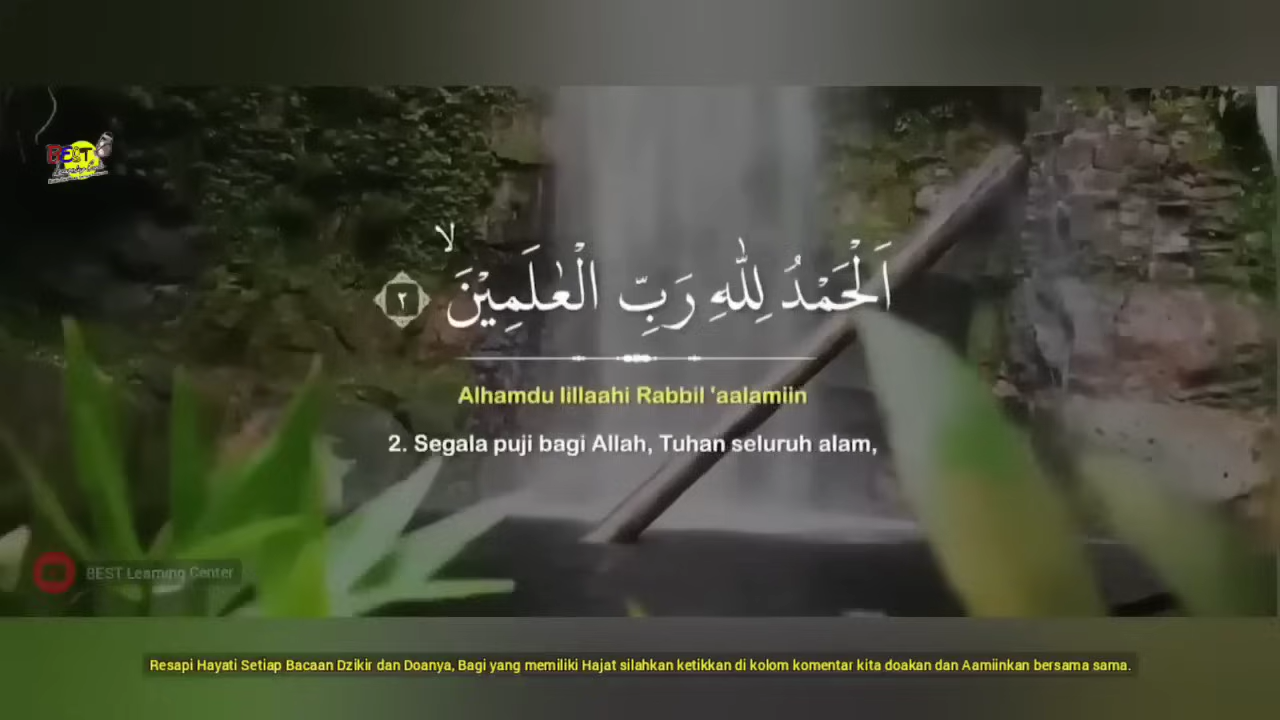 BEST
اَلْحَمْدُ لِلّٰهِ رَبِّ الْعٰلَمِيْنَۙ ٢
Alhamdu lillaahi Rabbil 'aalamiin
2. Segala puji bagi Allah, Tuhan seluruh alam,
BEST Learning Center
Resapi Hayati Setiap Bacaan Dzikir dan Doanya, Bagi yang memiliki Hajat silahkan ketikkan di kolom komentar kita doakan dan Aamiinkan bersama sama.